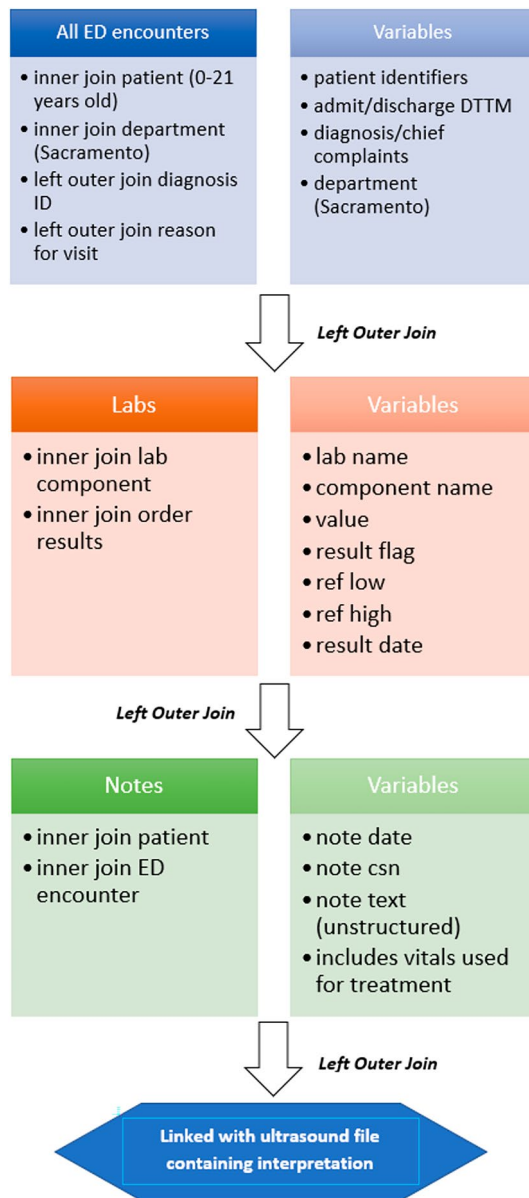 All ED encounters
• inner join patient (0-21
years old)
• inner join department
(Sacramento)
• left outer join diagnosis
ID
• left outer join reason
for visit
Variables
• patient identifiers
• admit/discharge DTTM
• diagnosis/chief
complaints
• department
(Sacramento)
Left Outer Join
Labs
• inner join lab
component
• inner join order
results
Variables
• lab name
• component name
• value
• result flag
• ref low
• ref high
• result date
Left Outer Join
Notes
• inner join patient
• inner join ED
encounter
Variables
• note date
• note csn
• note text
(unstructured)
• includes vitals used
for treatment
Left Outer Join
Linked with ultrasound file
containing interpretation